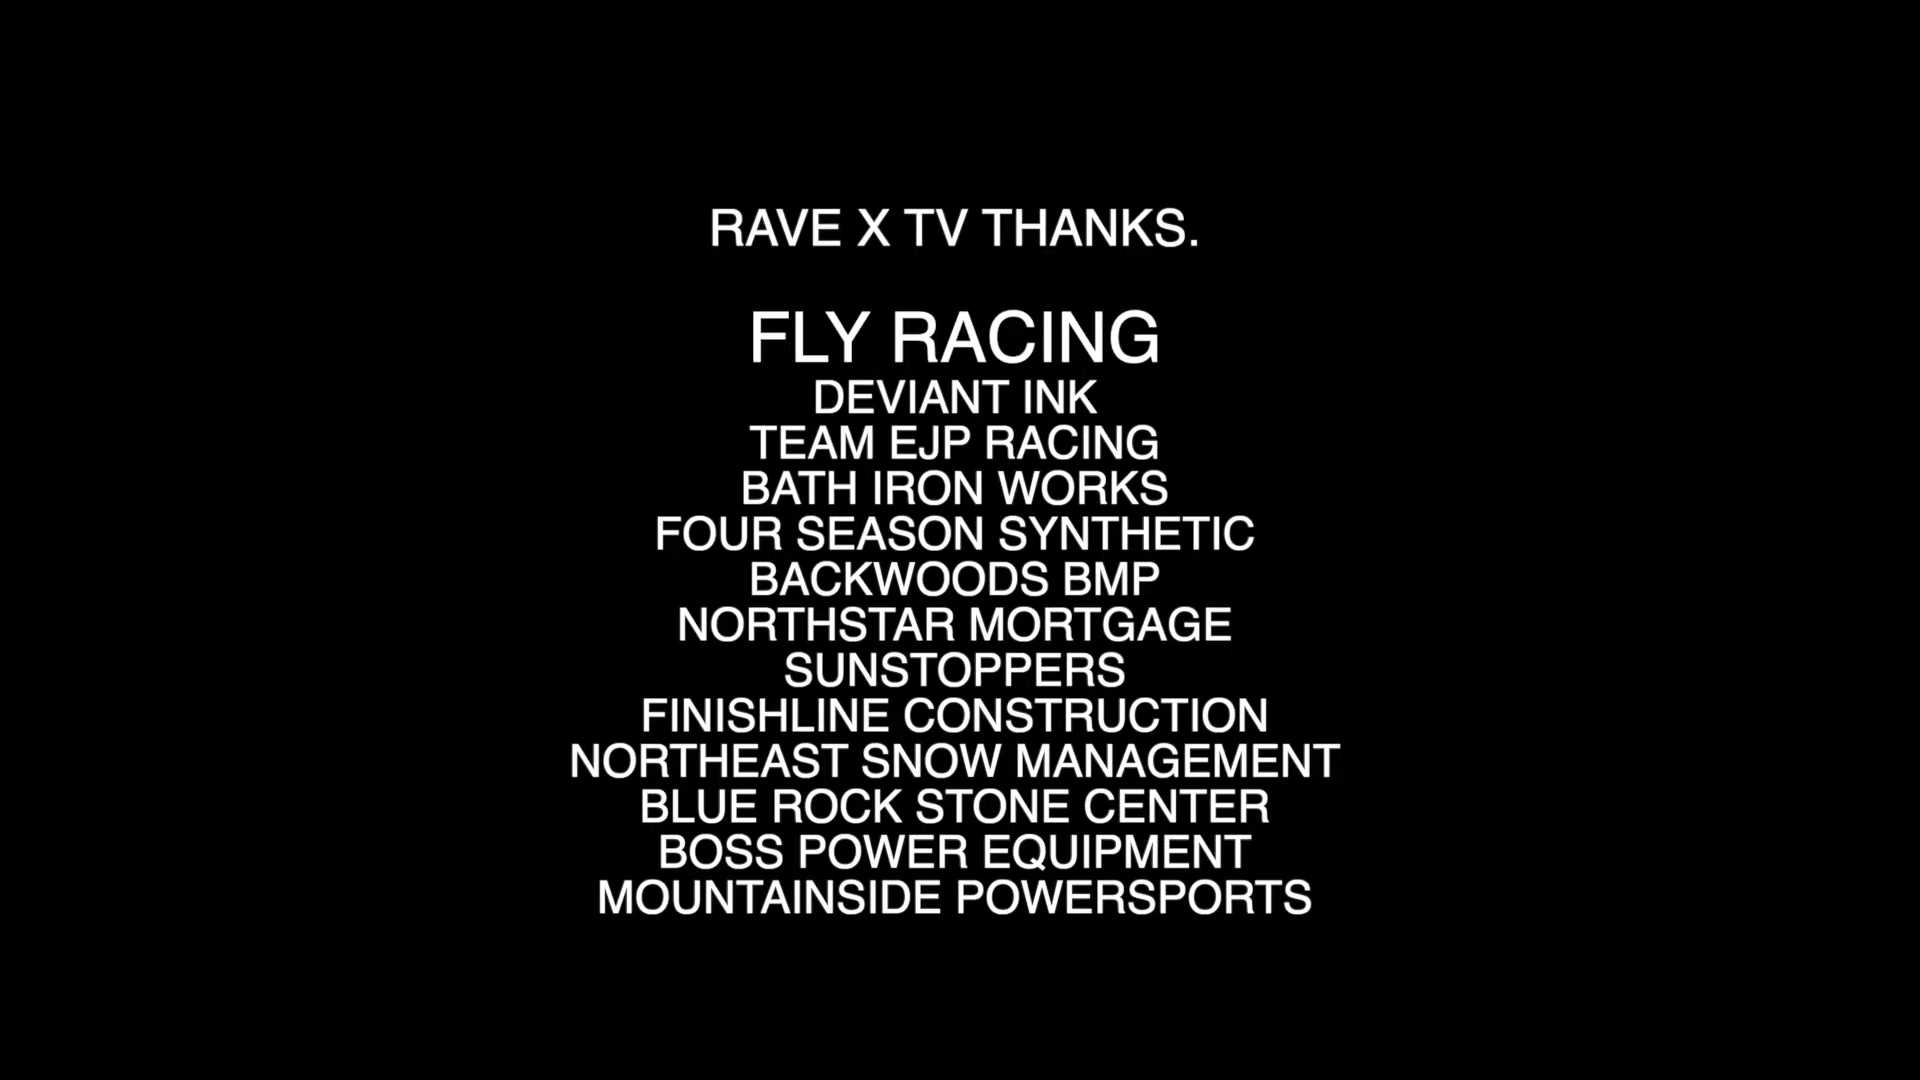 RAVE X TV THANKS.
FLY RACING
DEVIANT INK
TEAM EJP RACING
BATH IRON WORKS
FOUR SEASON SYNTHETIC
BACKWOODS BMP
NORTHSTAR MORTGAGE
SUNSTOPPERS
FINISHLINE CONSTRUCTION
NORTHEAST SNOW MANAGEMENT
BLUE ROCK STONE CENTER
BOSS POWER EQUIPMENT
MOUNTAINSIDE POWERSPORTS